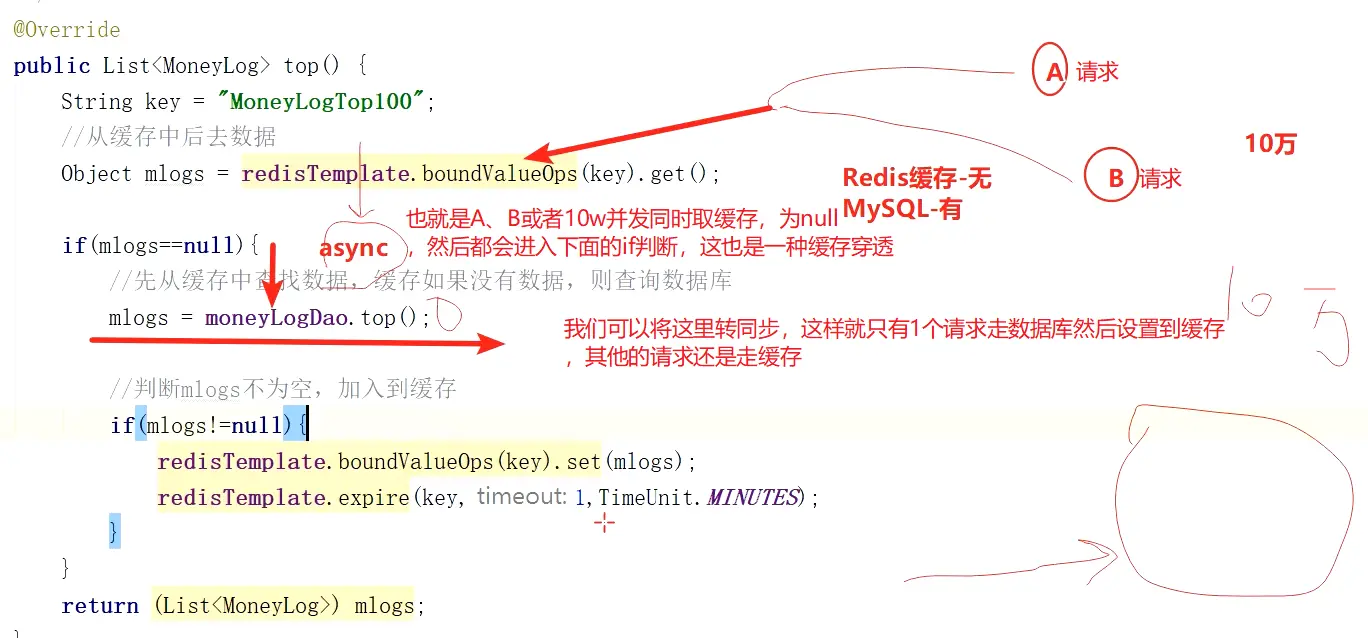 @Override
public List<MoneyLog> top() {
String key = "MoneyLogTop100";
//从缓存中后去数据
Object mlogs = redisTemplate.boundValueOps(key).get();
A 请求
B 请求
10万
Redis缓存-无
MySQL-有
也就是A、B或者10w并发同时取缓存，为null
，然后都会进入下面的if判断，这也是一种缓存穿透
if(mlogs==null){
async
//先从缓存中查找数据，缓存如果没有数据，则查询数据库
mlogs = moneyLogDao.top();
我们可以将这里转同步，这样就只有1个请求走数据库然后设置到缓存
，其他的请求还是走缓存
10万
//判断mlogs不为空，加入到缓存
if(mlogs!=null){
redisTemplate.boundValueOps(key).set(mlogs);
redisTemplate.expire(key, timeout: 1,TimeUnit.MINUTES);
}
}
return (List<MoneyLog>) mlogs;
}